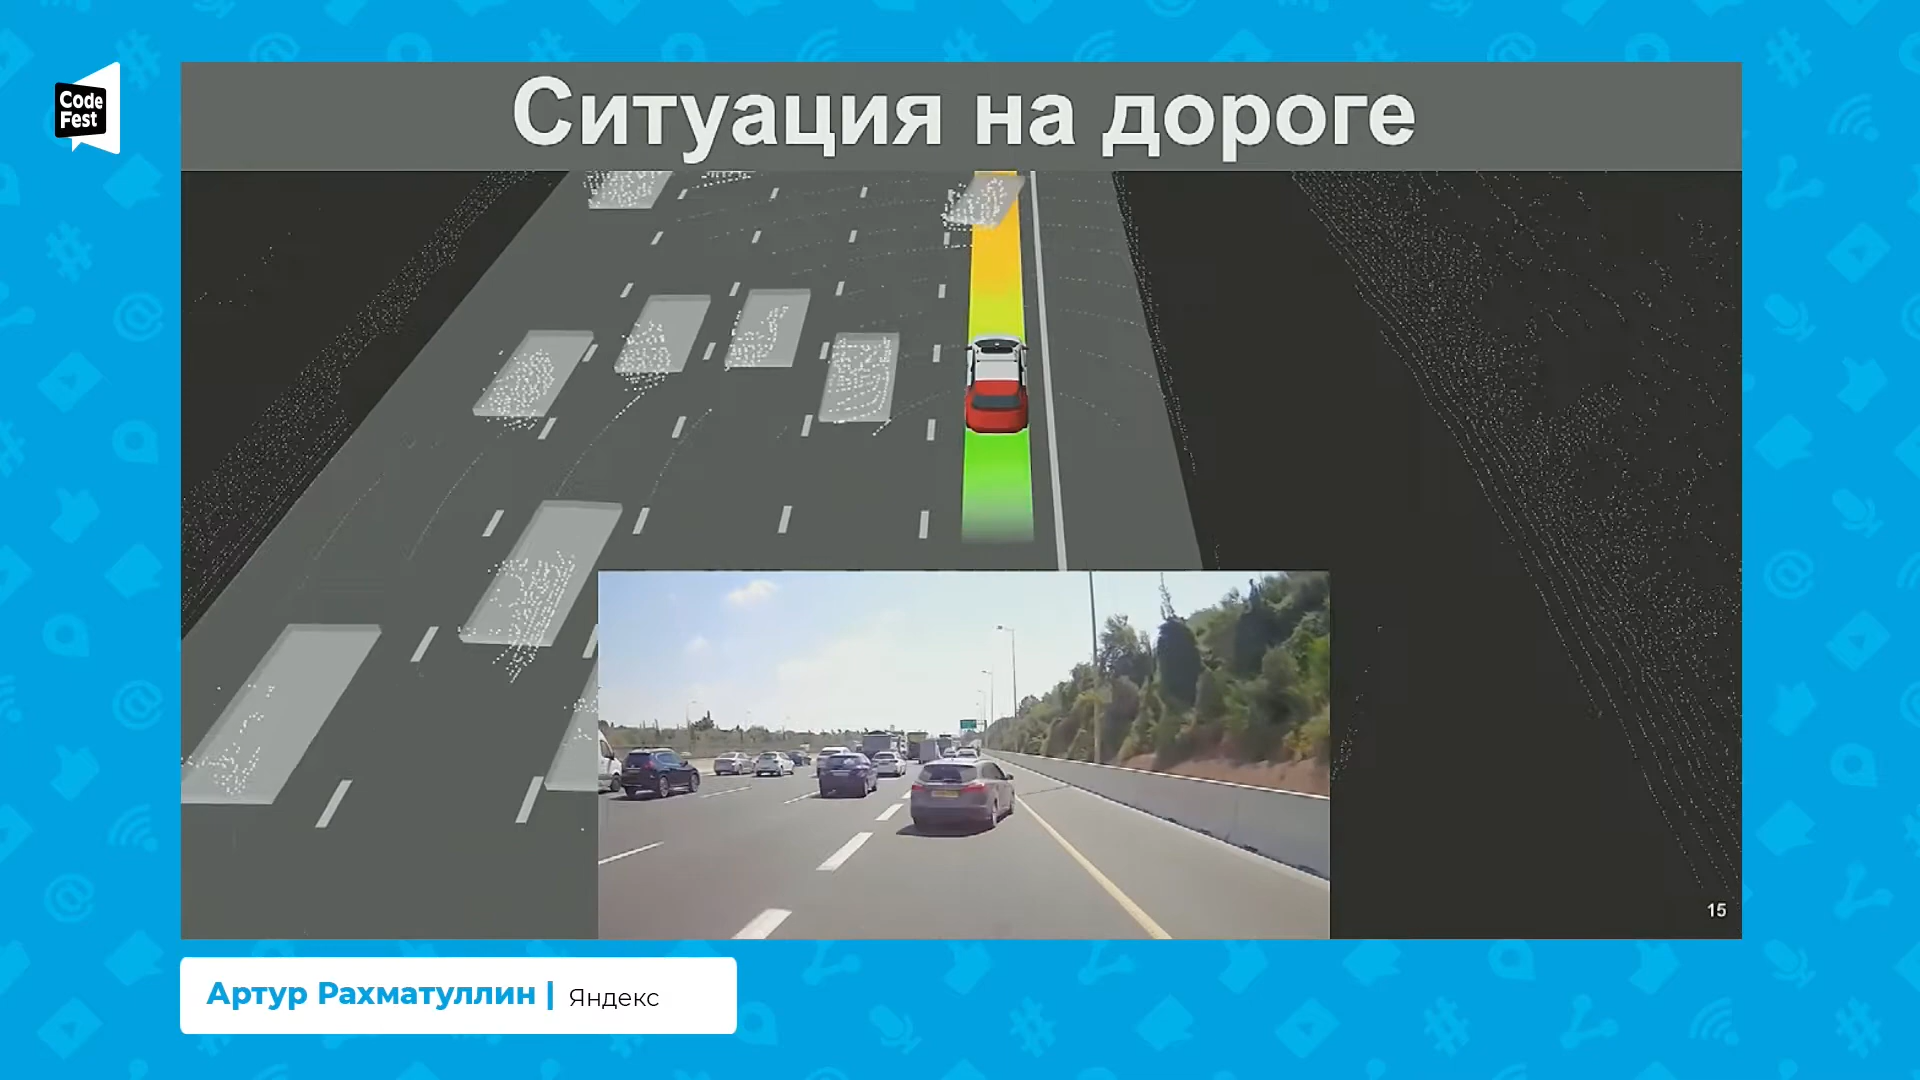 Code
Fest
Ситуация на дороге
15
Артур Рахматуллин | Яндекс